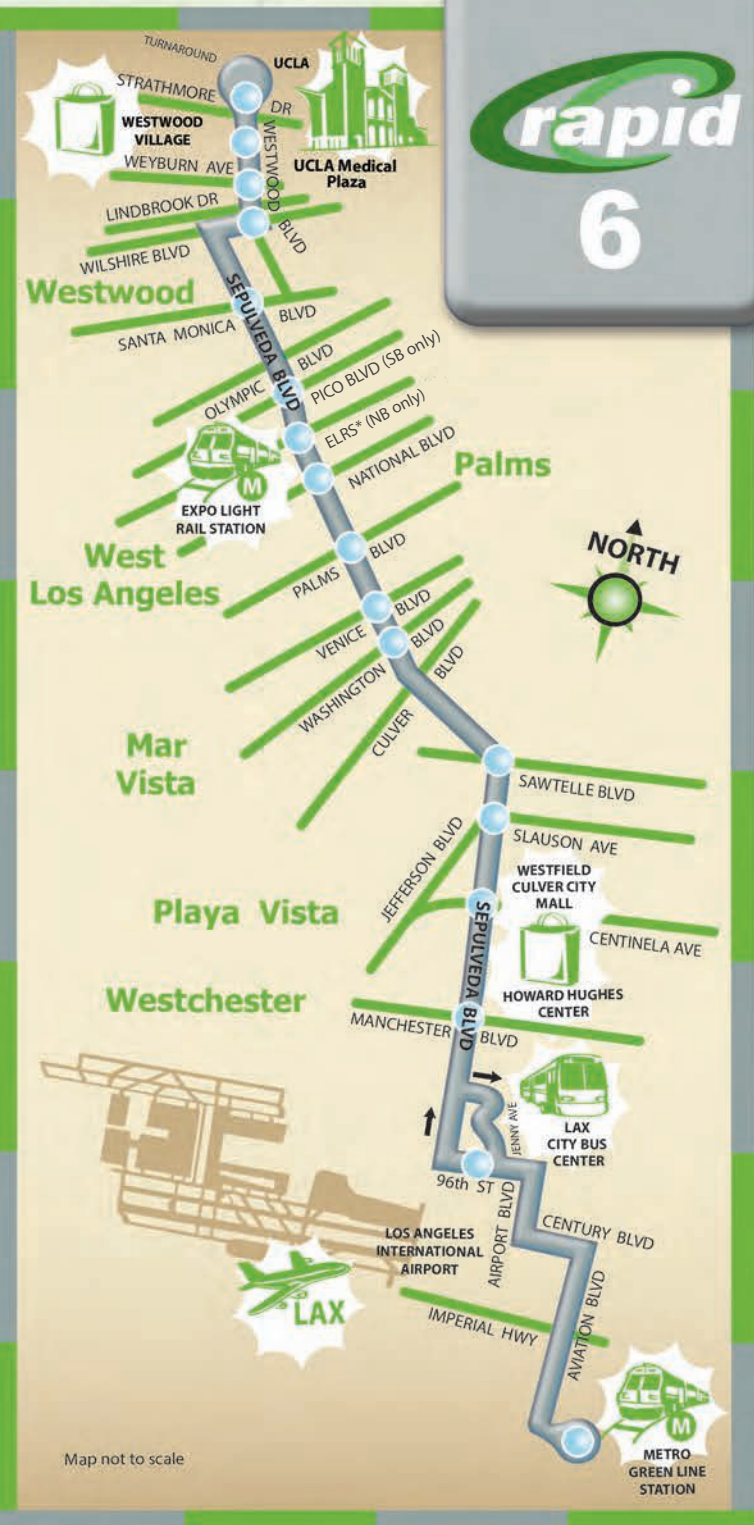 rapid
6
TURNAROUND
UCLA
STRATHMORE DR
WESTWOOD
VILLAGE
WESTWOOD BLVD
UCLA Medical
Plaza
WEYBURN AVE
LINDBROOK DR
WILSHIRE BLVD
Westwood
SEPULVEDA BLVD
SANTA MONICA BLVD
OLYMPIC BLVD
PICO BLVD (SB only)
ELRS* (NB only)
NATIONAL BLVD
EXPO LIGHT
RAIL STATION
M
Palms
West
Los Angeles
NORTH
PALMS BLVD
VENICE BLVD
WASHINGTON BLVD
CULVER BLVD
Mar
Vista
SAWTELLE BLVD
JEFFERSON BLVD
SLAUSON AVE
WESTFIELD
CULVER CITY
MALL
Playa Vista
SEPULVEDA BLVD
CENTINELA AVE
HOWARD HUGHES
CENTER
Westchester
MANCHESTER BLVD
JENNY AVE
LAX
CITY BUS
CENTER
96th ST
AIRPORT BLVD
CENTURY BLVD
LOS ANGELES
INTERNATIONAL
AIRPORT
LAX
IMPERIAL HWY
AVIATION BLVD
M
METRO
GREEN LINE
STATION
Map not to scale